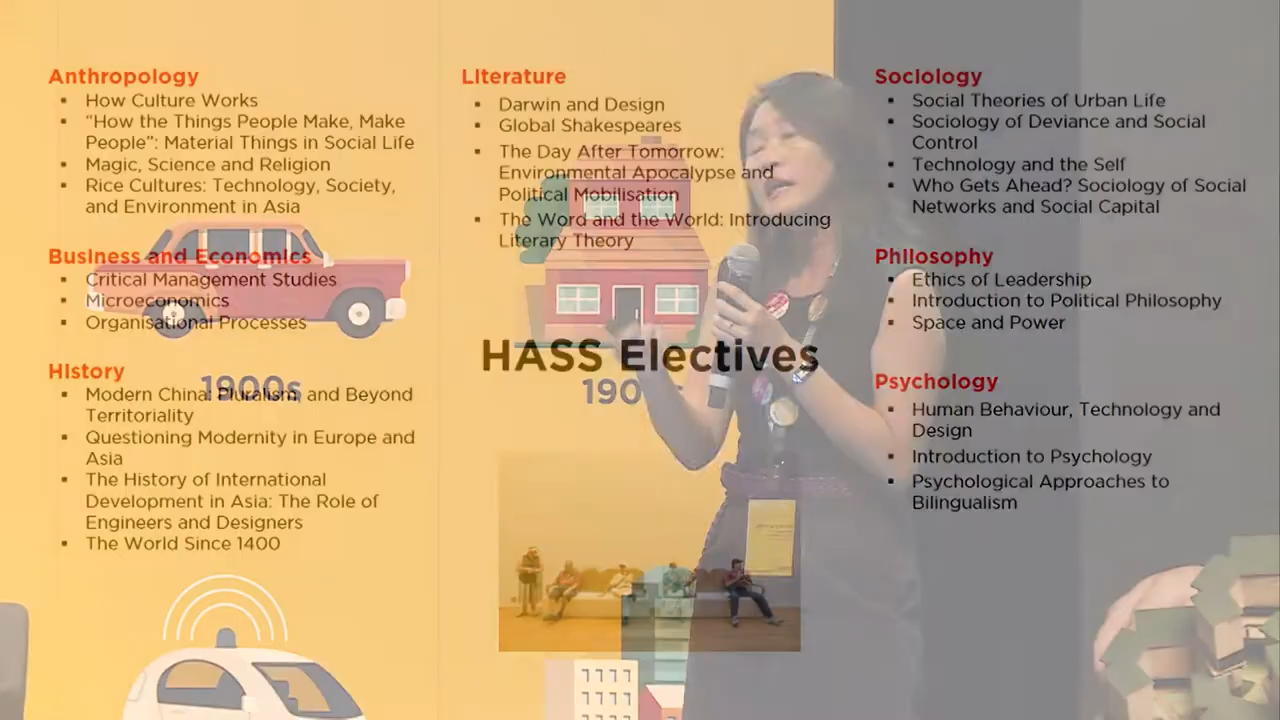 Anthropology
How Culture Works
“How the Things People Make, Make
People”: Material Things in Social Life
Magic, Science and Religion
Rice Cultures: Technology, Society,
and Environment in Asia
Business and Economics
Critical Management Studies
Microeconomics
Organisational Processes
History
Modern China: Pluralism, and Beyond
Territoriality
Questioning Modernity in Europe and
Asia
The History of International
Development in Asia: The Role of
Engineers and Designers
The World Since 1400
1900s
Literature
Darwin and Design
Global Shakespeares
The Day After Tomorrow:
Environmental Apocalypse and
Political Mobilisation
The Word and the World: Introducing
Literary Theory
HASS Electives
190
Sociology
Social Theories of Urban Life
Sociology of Deviance and Social
Control
Technology and the Self
Who Gets Ahead? Sociology of Social
Networks and Social Capital
Philosophy
Ethics of Leadership
Introduction to Political Philosophy
Space and Power
Psychology
Human Behaviour, Technology and
Design
Introduction to Psychology
Psychological Approaches to
Bilingualism